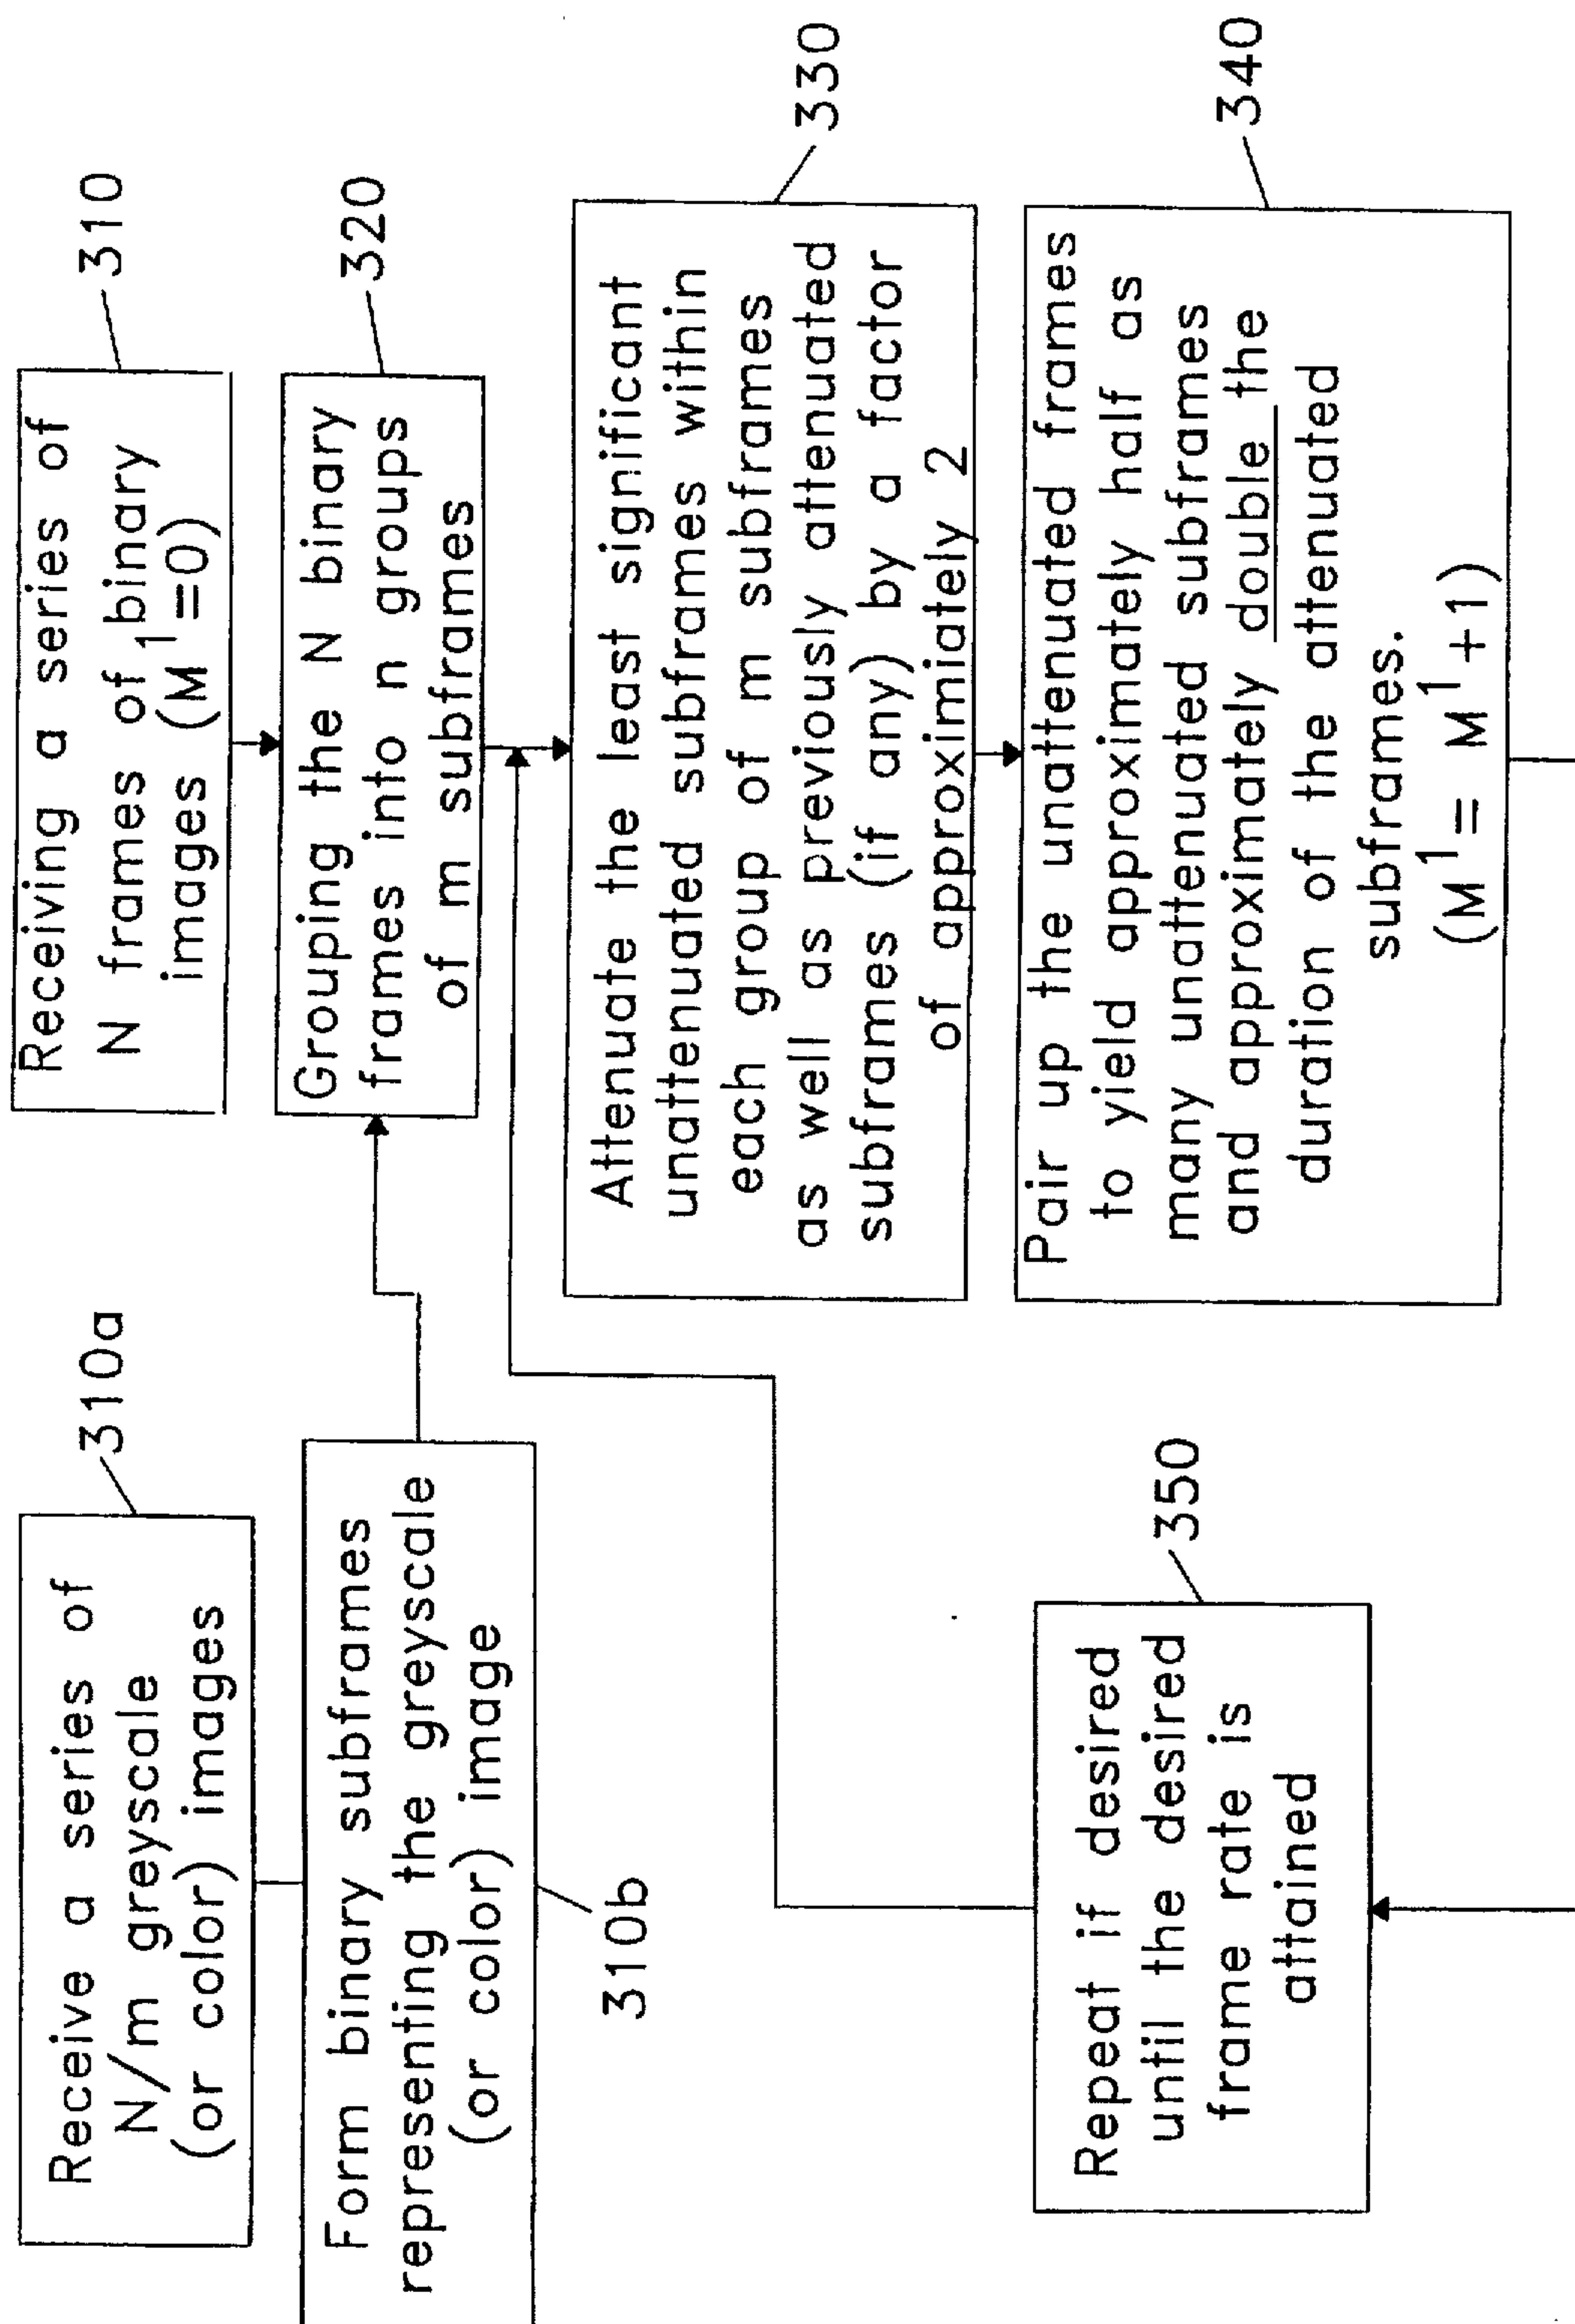 310
Receiving a series of
N frames of binary
images (M¹=0)
320
Grouping the N binary
frames into n groups
of m subframes
330
Attenuate the least significant
unattenuated subframes within
each group of m subframes
as well as previously attenuated
subframes (if any) by a factor
of approximiately 2
340
Pair up the unattenuated frames
to yield approximately half as
many unattenuated subframes
and approximately double the
duration of the attenuated
subframes.
(M¹= M¹+1)
310a
Receive a series of
N/m greyscale
(or color) images
Form binary subframes
representing the greyscale
(or color) image
310b
350
Repeat if desired
until the desired
frame rate is
attained